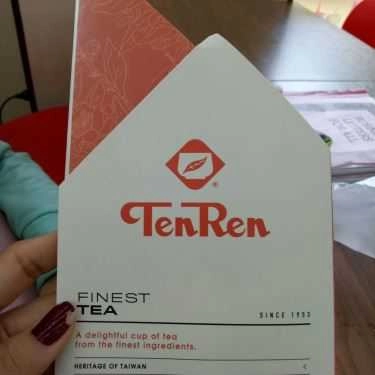 ®
TenRen
FINEST
TEA
SINCE 1953
A delightful cup of tea
from the finest ingredients.
HERITAGE OF TAIWAN
C